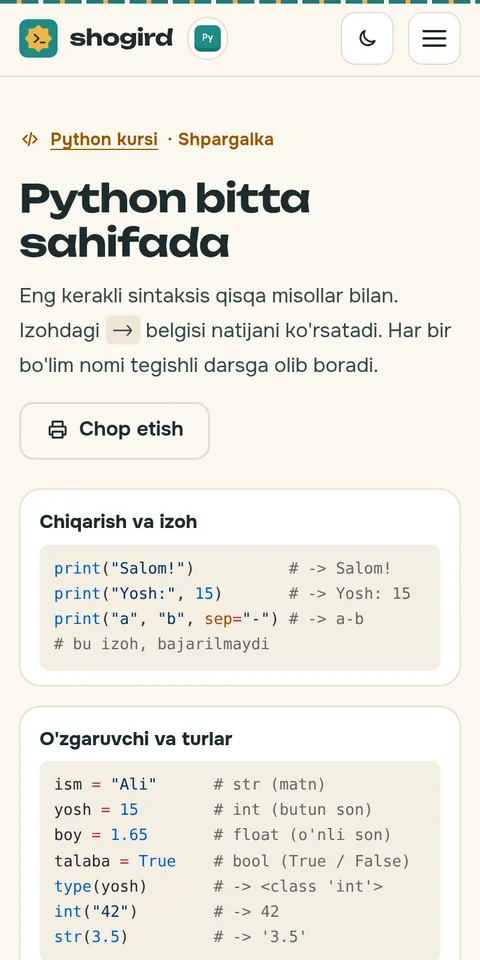 shogird Py
Python kursi · Shpargalka
Python bitta
sahifada
Eng kerakli sintaksis qisqa misollar bilan.
Izohdagi -> belgisi natijani ko'rsatadi. Har bir
bo'lim nomi tegishli darsga olib boradi.
Chop etish
Chiqarish va izoh
print("Salom!")          # -> Salom!
print("Yosh:", 15)       # -> Yosh: 15
print("a", "b", sep="-") # -> a-b
# bu izoh, bajarilmaydi
O'zgaruvchi va turlar
ism = "Ali"      # str (matn)
yosh = 15        # int (butun son)
boy = 1.65       # float (o'nli son)
talaba = True    # bool (True / False)
type(yosh)       # -> <class 'int'>
int("42")        # -> 42
str(3.5)         # -> '3.5'